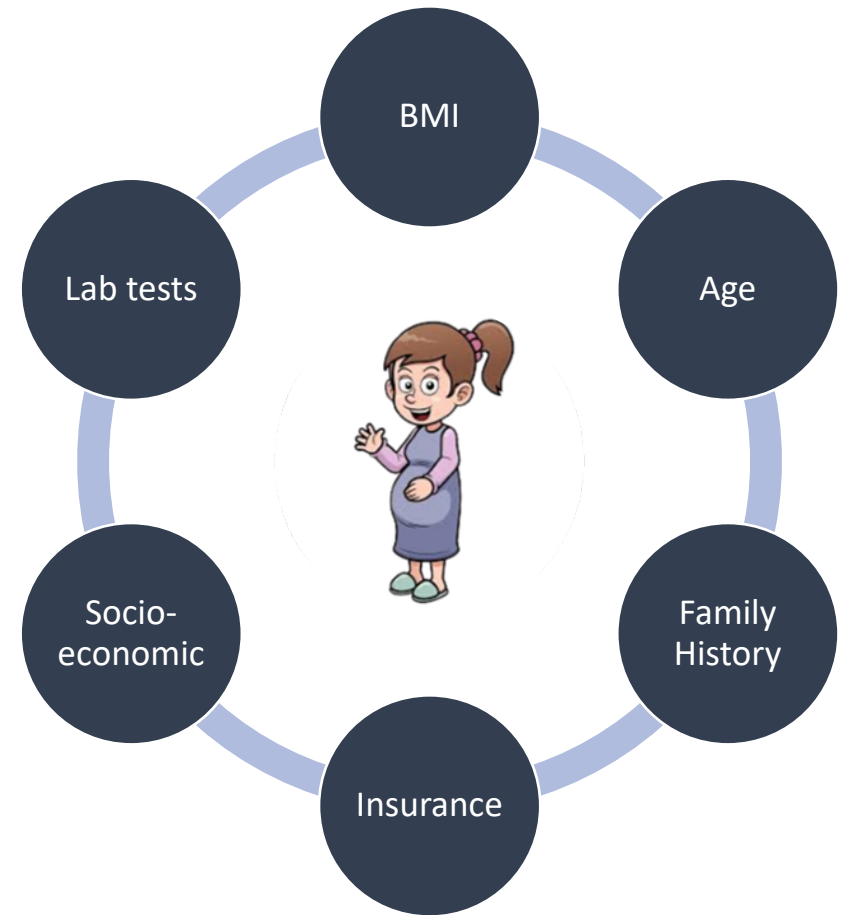 BMI
Age
Family
History
Insurance
Socio-
economic
Lab tests